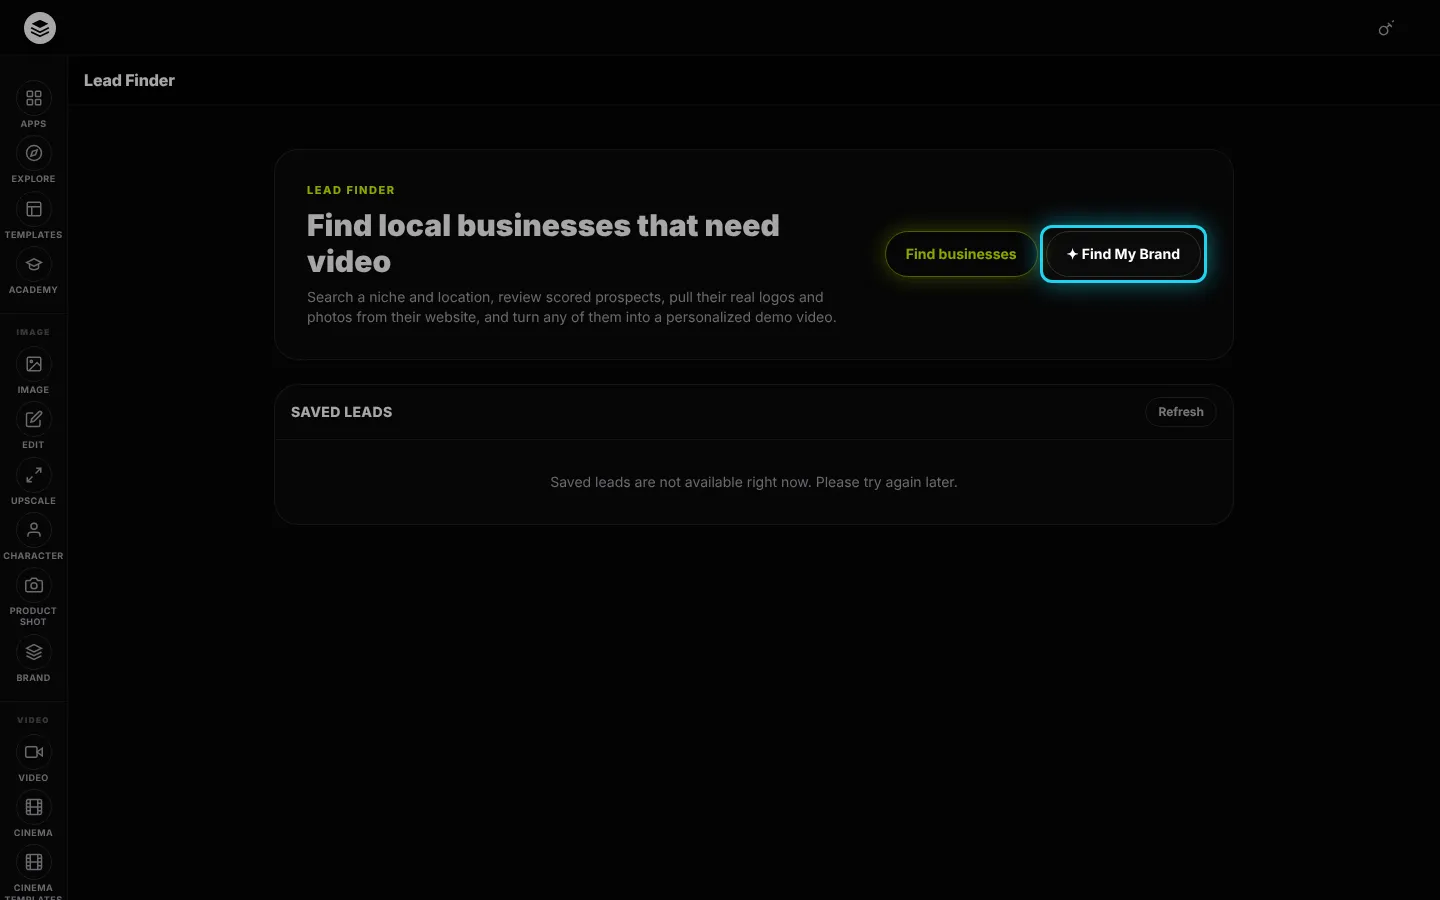 Lead Finder
APPS
EXPLORE
TEMPLATES
ACADEMY
IMAGE
IMAGE
EDIT
UPSCALE
CHARACTER
PRODUCT
SHOT
BRAND
VIDEO
VIDEO
CINEMA
CINEMA
TEMPLATES
LEAD FINDER
Find local businesses that need
video
Search a niche and location, review scored prospects, pull their real logos and
photos from their website, and turn any of them into a personalized demo video.
Find businesses
✦ Find My Brand
SAVED LEADS
Refresh
Saved leads are not available right now. Please try again later.